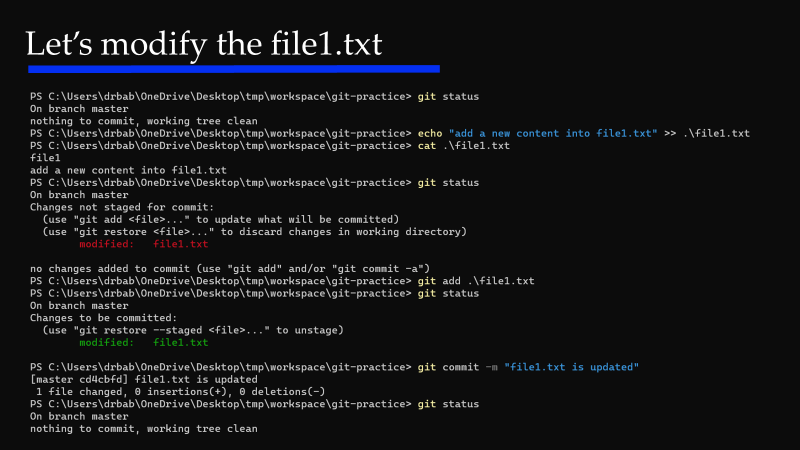 Let's modify the file1.txt
PS C:\Users\drbab\OneDrive\Desktop\tmp\workspace\git-practice> git status
On branch master
nothing to commit, working tree clean
PS C:\Users\drbab\OneDrive\Desktop\tmp\workspace\git-practice> echo "add a new content into file1.txt" >> .\file1.txt
PS C:\Users\drbab\OneDrive\Desktop\tmp\workspace\git-practice> cat .\file1.txt
file1
add a new content into file1.txt
PS C:\Users\drbab\OneDrive\Desktop\tmp\workspace\git-practice> git status
On branch master
Changes not staged for commit:
  (use "git add <file>..." to update what will be committed)
  (use "git restore <file>..." to discard changes in working directory)
        modified:   file1.txt

no changes added to commit (use "git add" and/or "git commit -a")
PS C:\Users\drbab\OneDrive\Desktop\tmp\workspace\git-practice> git add .\file1.txt
PS C:\Users\drbab\OneDrive\Desktop\tmp\workspace\git-practice> git status
On branch master
Changes to be committed:
  (use "git restore --staged <file>..." to unstage)
        modified:   file1.txt

PS C:\Users\drbab\OneDrive\Desktop\tmp\workspace\git-practice> git commit -m "file1.txt is updated"
[master cd4cbfd] file1.txt is updated
 1 file changed, 0 insertions(+), 0 deletions(-)
PS C:\Users\drbab\OneDrive\Desktop\tmp\workspace\git-practice> git status
On branch master
nothing to commit, working tree clean